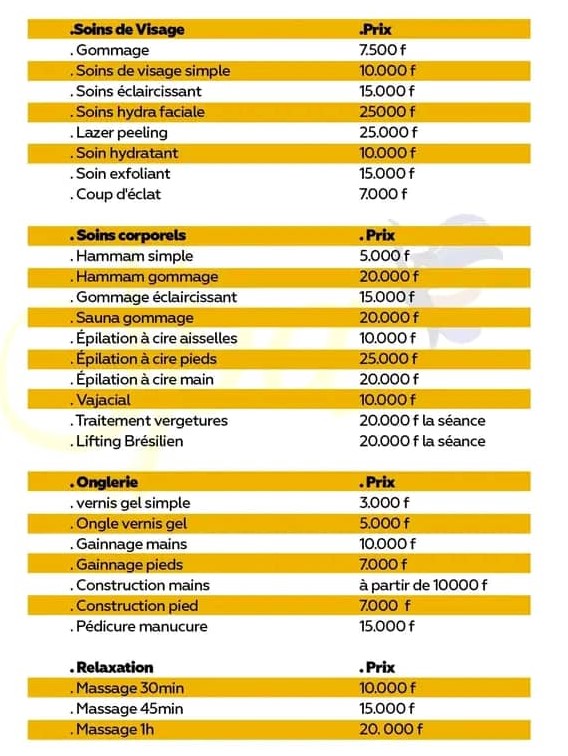 .Soins de Visage .Prix
. Gommage 7.500 f
. Soins de visage simple 10.000 f
. Soins éclaircissant 15.000 f
. Soins hydra faciale 25000 f
. Lazer peeling 25.000 f
. Soin hydratant 10.000 f
. Soin exfoliant 15.000 f
. Coup d'éclat 7.000 f
. Soins corporels . Prix
. Hammam simple 5.000 f
. Hammam gommage 20.000 f
. Gommage éclaircissant 15.000 f
. Sauna gommage 20.000 f
. Épilation à cire aisselles 10.000 f
. Épilation à cire pieds 25.000 f
. Épilation à cire main 20.000 f
. Vajacial 10.000 f
. Traitement vergetures 20.000 f la séance
. Lifting Brésilien 20.000 f la séance
. Onglerie . Prix
. vernis gel simple 3.000 f
. Ongle vernis gel 5.000 f
. Gainnage mains 10.000 f
. Gainnage pieds 7.000 f
. Construction mains à partir de 10000 f
. Construction pied 7.000 f
. Pédicure manucure 15.000 f
. Relaxation . Prix
. Massage 30min 10.000 f
. Massage 45min 15.000 f
. Massage 1h 20. 000 f